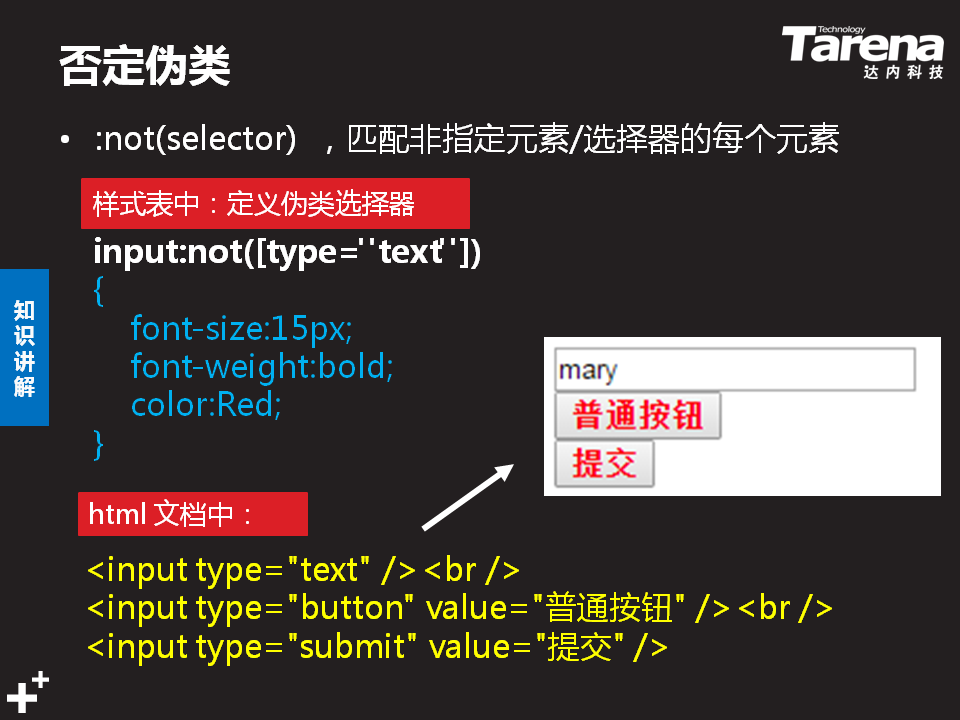 否定伪类
Technology
Tarena
达内科技
• :not(selector) ，匹配非指定元素/选择器的每个元素
样式表中：定义伪类选择器
input:not([type=''text''])
{
font-size:15px;
font-weight:bold;
color:Red;
}
知识讲解
mary
普通按钮
提交
html 文档中：
<input type="text" /><br />
<input type="button" value="普通按钮" /><br />
<input type="submit" value="提交" />